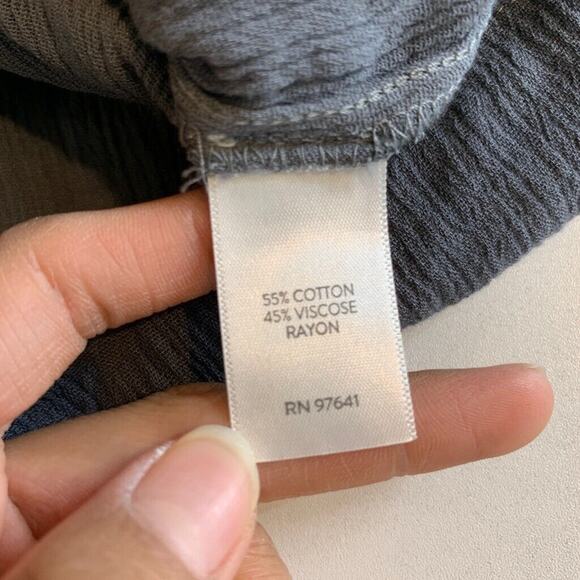 55% COTTON
45% VISCOSE
RAYON
RN 97641